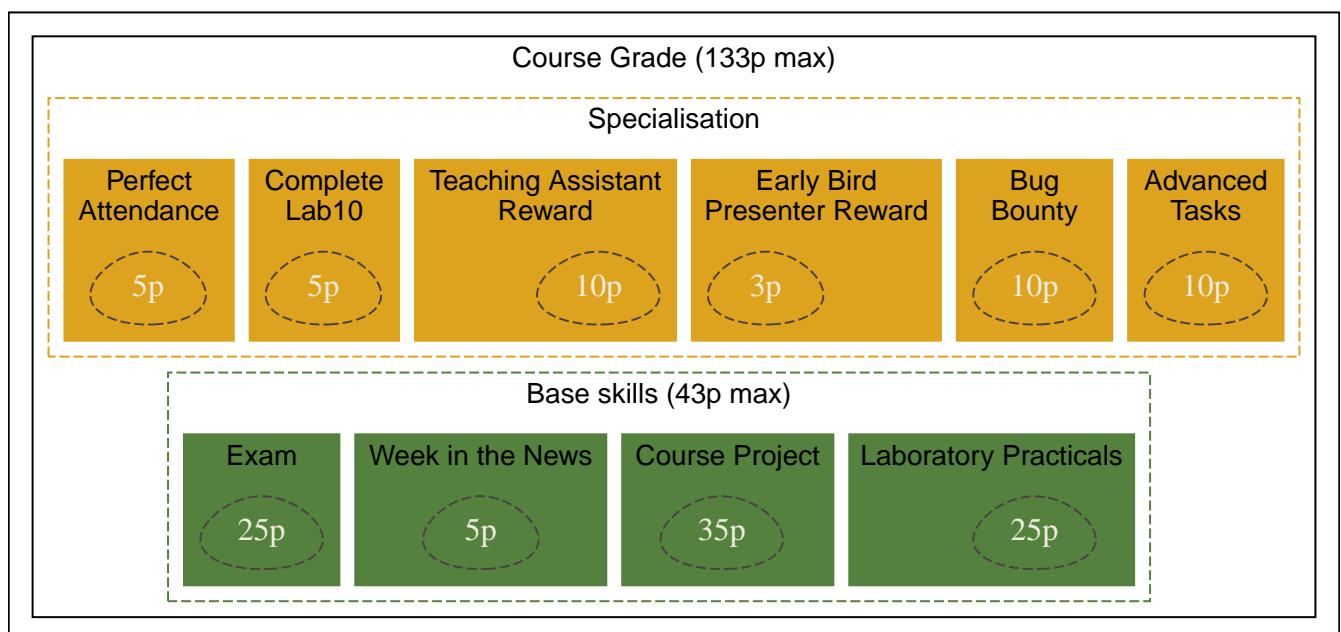 Course Grade (133p max)
Specialisation
Perfect
Attendance
5p
Complete
Lab10
5p
Teaching Assistant
Reward
10p
Early Bird
Presenter Reward
3p
Bug
Bounty
10p
Advanced
Tasks
10p
Base skills (43p max)
Exam
25p
Week in the News
5p
Course Project
35p
Laboratory Practicals
25p